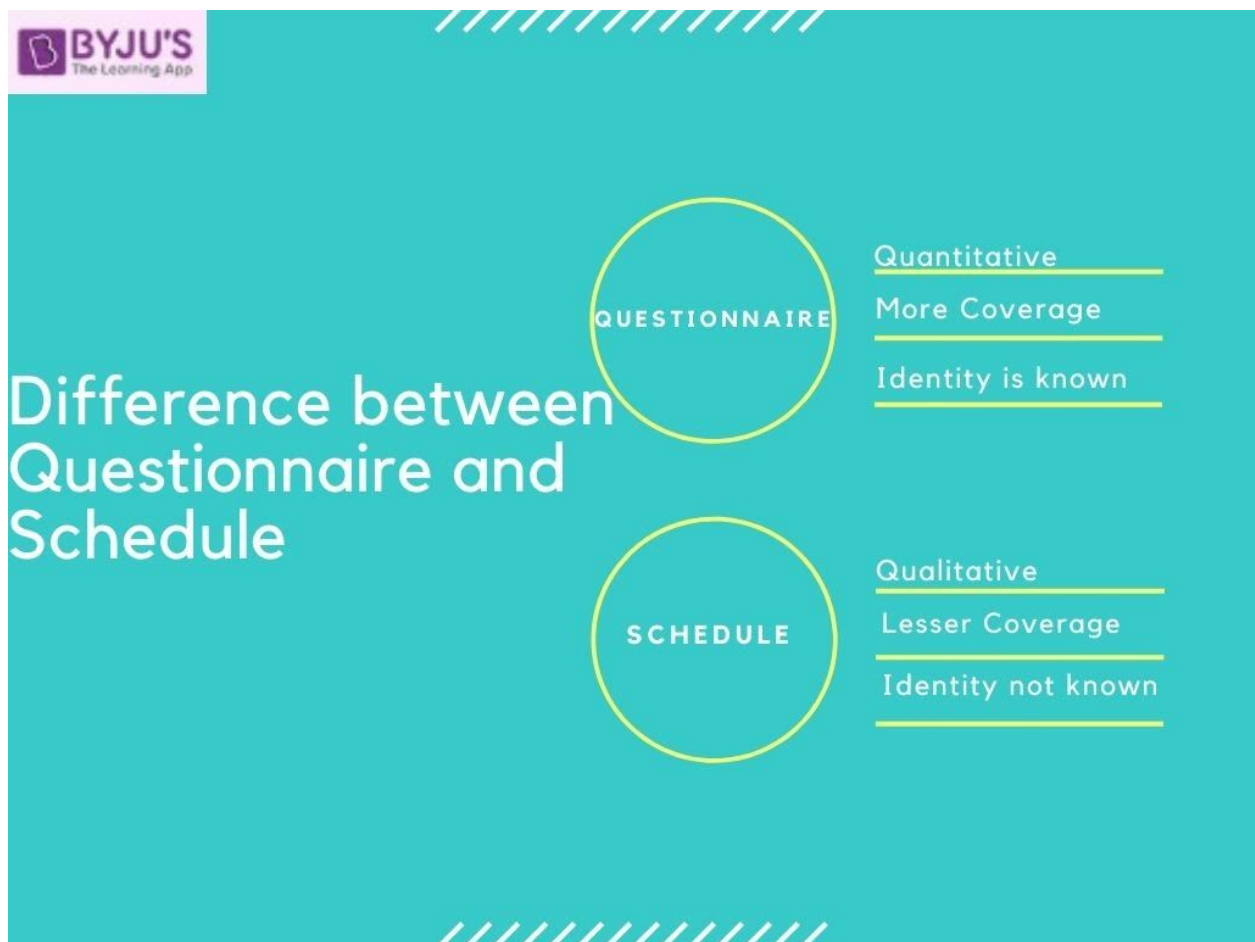 BYJU'S
The Learning App
Difference between
Questionnaire and
Schedule
QUESTIONNAIRE
Quantitative
More Coverage
Identity is known
SCHEDULE
Qualitative
Lesser Coverage
Identity not known